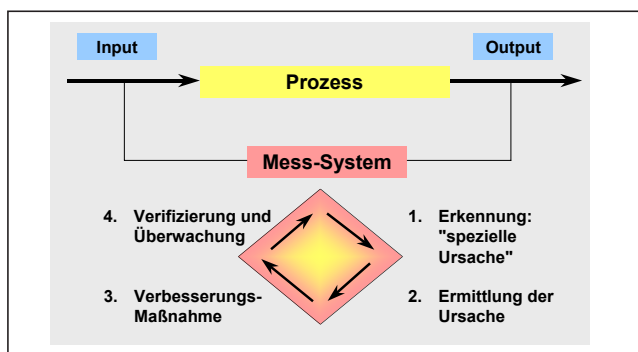 Input
Output
Prozess
Mess-System
4. Verifizierung und
Überwachung
1. Erkennung:
"spezielle
Ursache"
3. Verbesserungs-
Maßnahme
2. Ermittlung der
Ursache